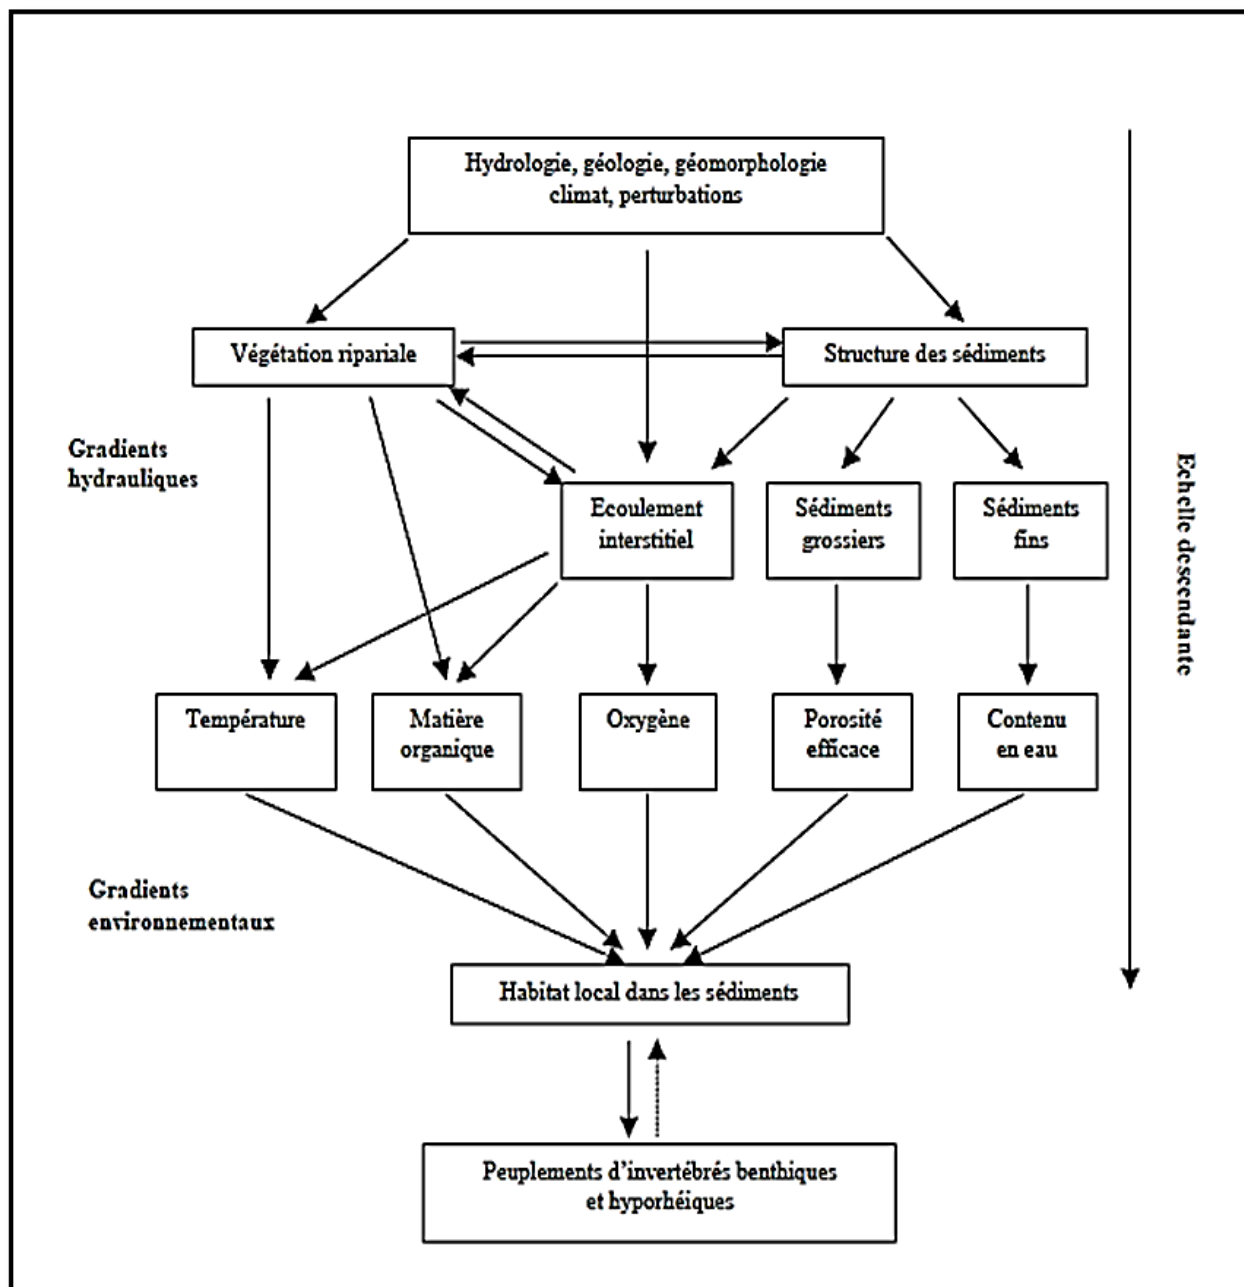 Hydrologie, géologie, géomorphologie
climat, perturbations
Végétation ripariale
Structure des sédiments
Gradients
hydrauliques
Ecoulement
interstitiel
Sédiments
grossiers
Sédiments
fins
Echelle descendante
Température
Matière
organique
Oxygène
Porosité
efficace
Contenu
en eau
Gradients
environnementaux
Habitat local dans les sédiments
Peuplements d'invertébrés benthiques
et hyporhéiques